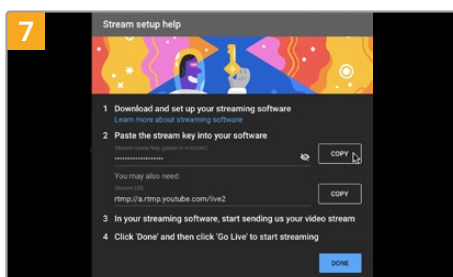 7
Stream setup help
1 Download and set up your streaming software
Learn more about streaming software
2 Paste the stream key into your software
Stream name/key (paste in encoder)
••••••••••••••••••••
COPY
You may also need
Stream URL
rtmp://a.rtmp.youtube.com/live2
COPY
3 In your streaming software, start sending us your video stream
4 Click 'Done' and then click 'Go Live' to start streaming
DONE